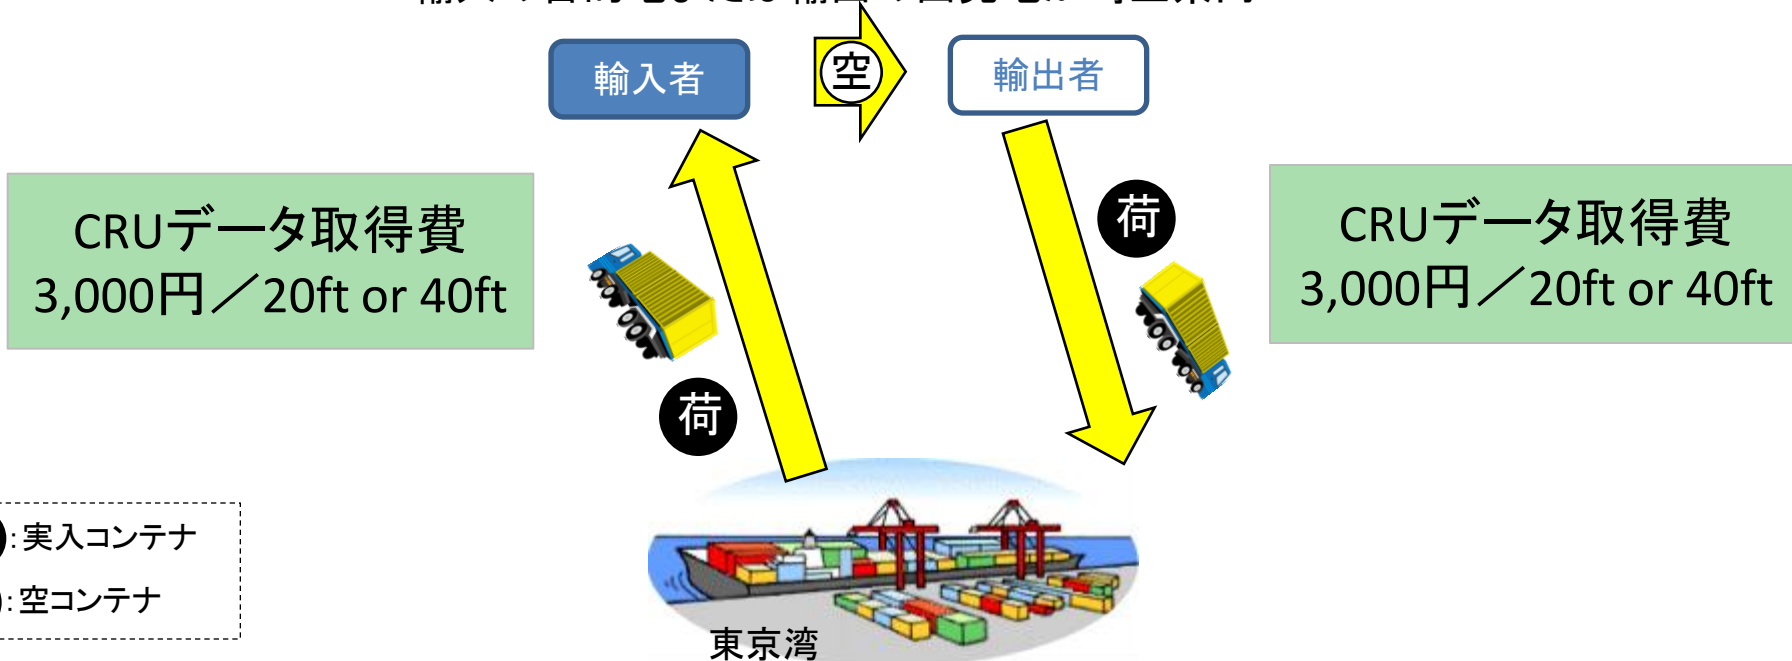 輸入者
空
輸出者
CRUデータ取得費
3,000円／20ft or 40ft
荷
CRUデータ取得費
3,000円／20ft or 40ft
荷
：実入コンテナ
：空コンテナ
東京湾